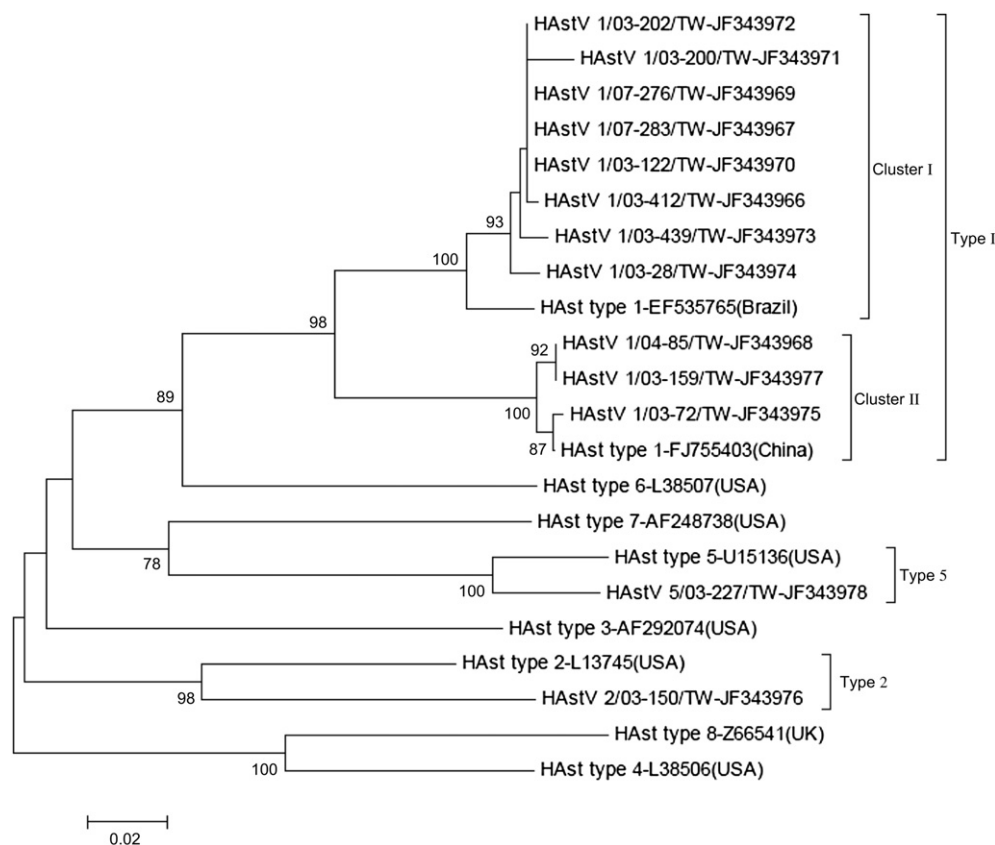 HAstV 1/03-202/TW-JF343972
HAstV 1/03-200/TW-JF343971
HAstV 1/07-276/TW-JF343969
HAstV 1/07-283/TW-JF343967
HAstV 1/03-122/TW-JF343970
Cluster I
HAstV 1/03-412/TW-JF343966
93
HAstV 1/03-439/TW-JF343973
Type I
100
HAstV 1/03-28/TW-JF343974
HAst type 1-EF535765(Brazil)
98
HAstV 1/04-85/TW-JF343968
92
HAstV 1/03-159/TW-JF343977
89
Cluster II
100
HAstV 1/03-72/TW-JF343975
87
HAst type 1-FJ755403(China)
HAst type 6-L38507(USA)
HAst type 7-AF248738(USA)
78
HAst type 5-U15136(USA)
Type 5
100
HAstV 5/03-227/TW-JF343978
HAst type 3-AF292074(USA)
HAst type 2-L13745(USA)
Type 2
98
HAstV 2/03-150/TW-JF343976
HAst type 8-Z66541(UK)
100
HAst type 4-L38506(USA)
0.02